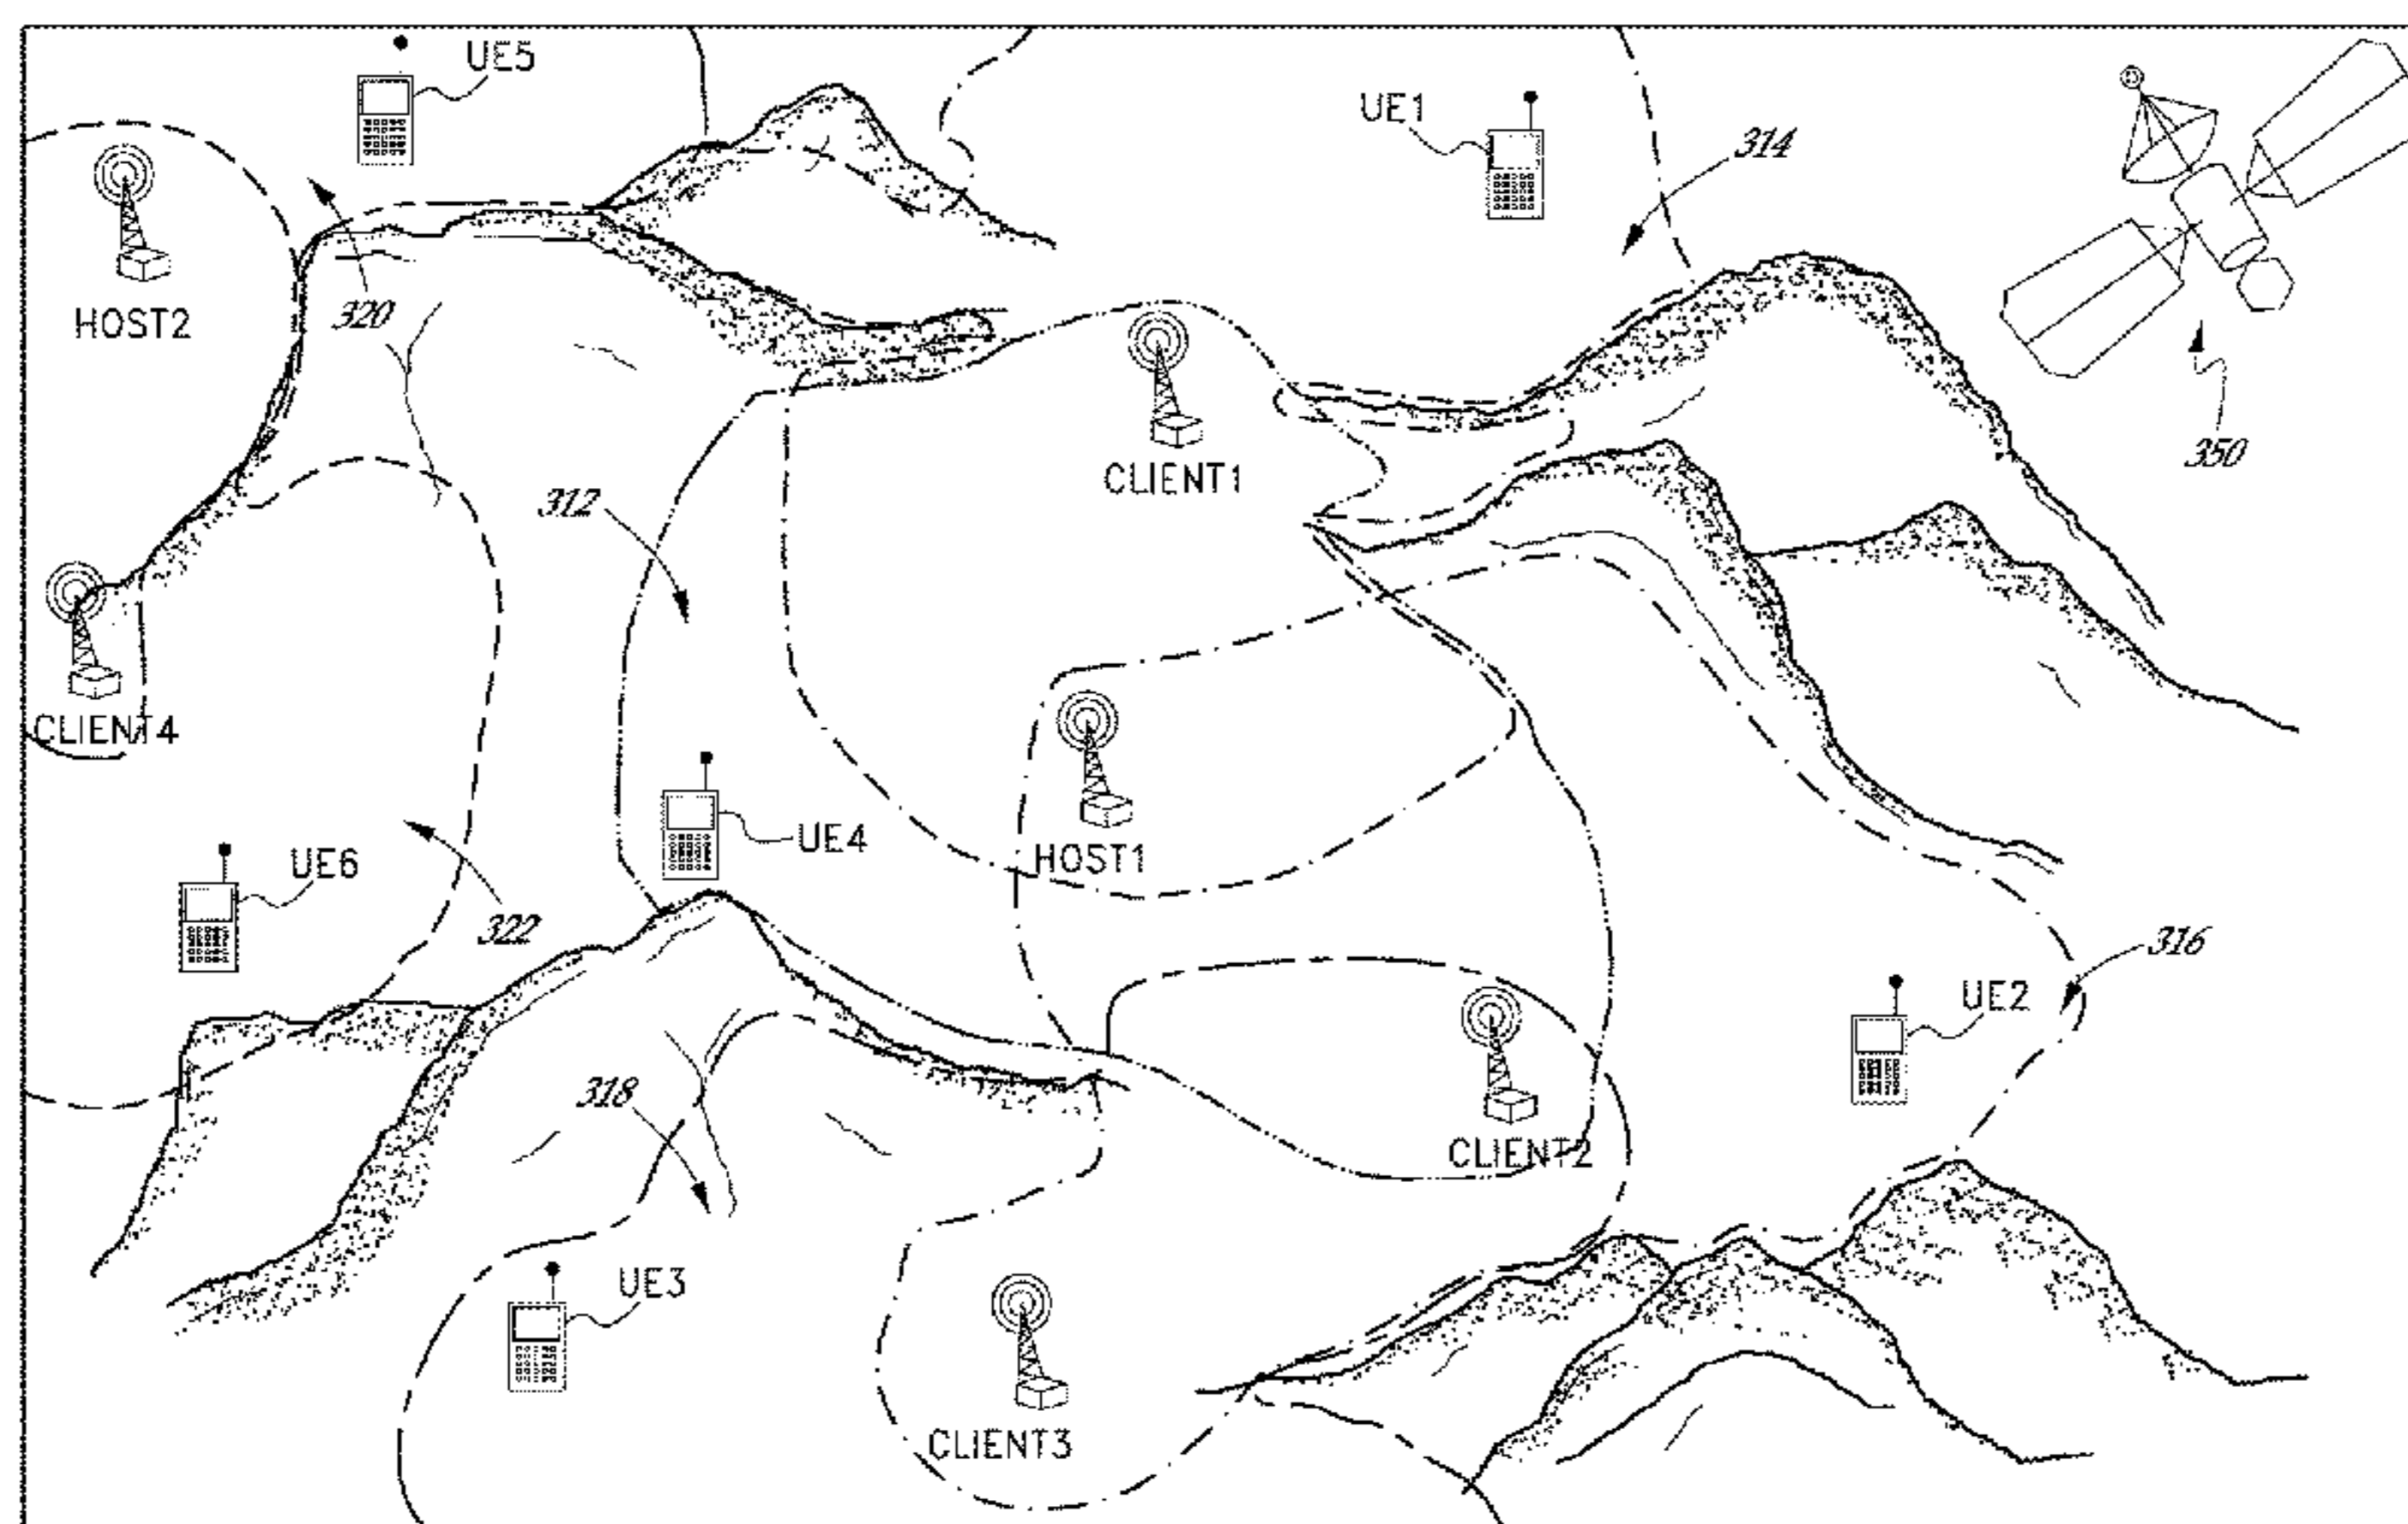 UE5
UE1
314
HOST2
320
350
CLIENT1
312
CLIENT4
UE4
HOST1
UE6
322
316
UE2
318
CLIENT2
UE3
CLIENT3